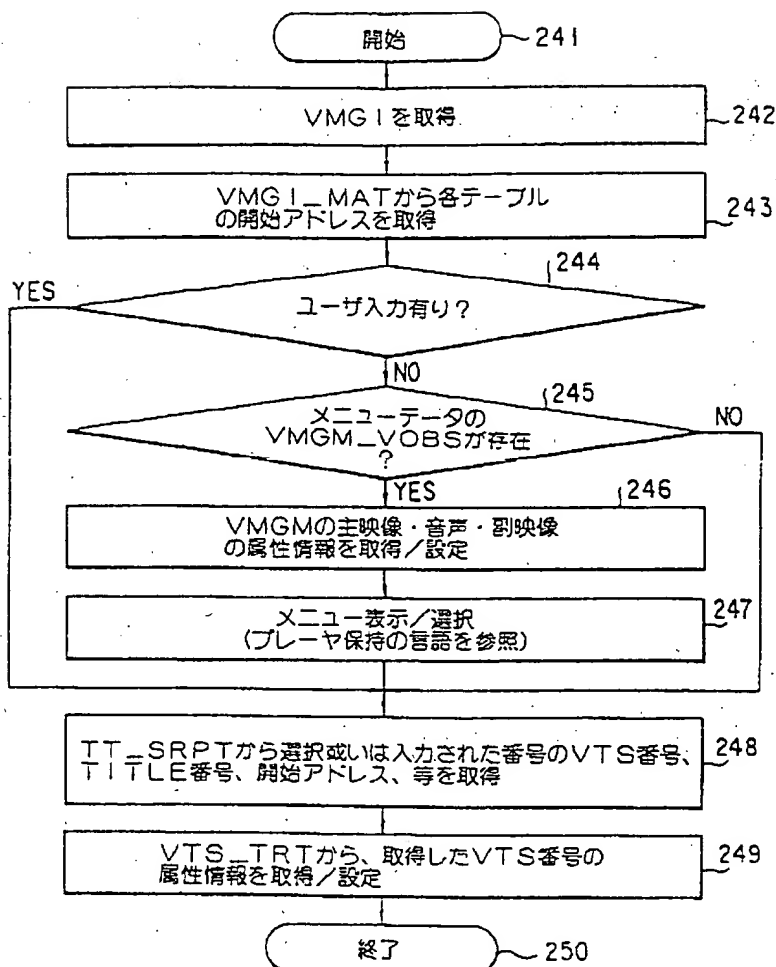 開始
241
VMGIを取得
242
VMGI_MATから各テーブル
の開始アドレスを取得
243
244
YES
ユーザ入力有り?
NO
245
メニューデータの
VMGM_VOBSが存在
?
NO
YES
246
VMGMの主映像・音声・副映像
の属性情報を取得/設定
メニュー表示/選択
(プレーヤ保持の言語を参照)
247
TT_SRPTから選択或いは入力された番号のVTS番号、
TITLE番号、開始アドレス、等を取得
248
VTS_TRTから、取得したVTS番号の
属性情報を取得/設定
249
終了
250